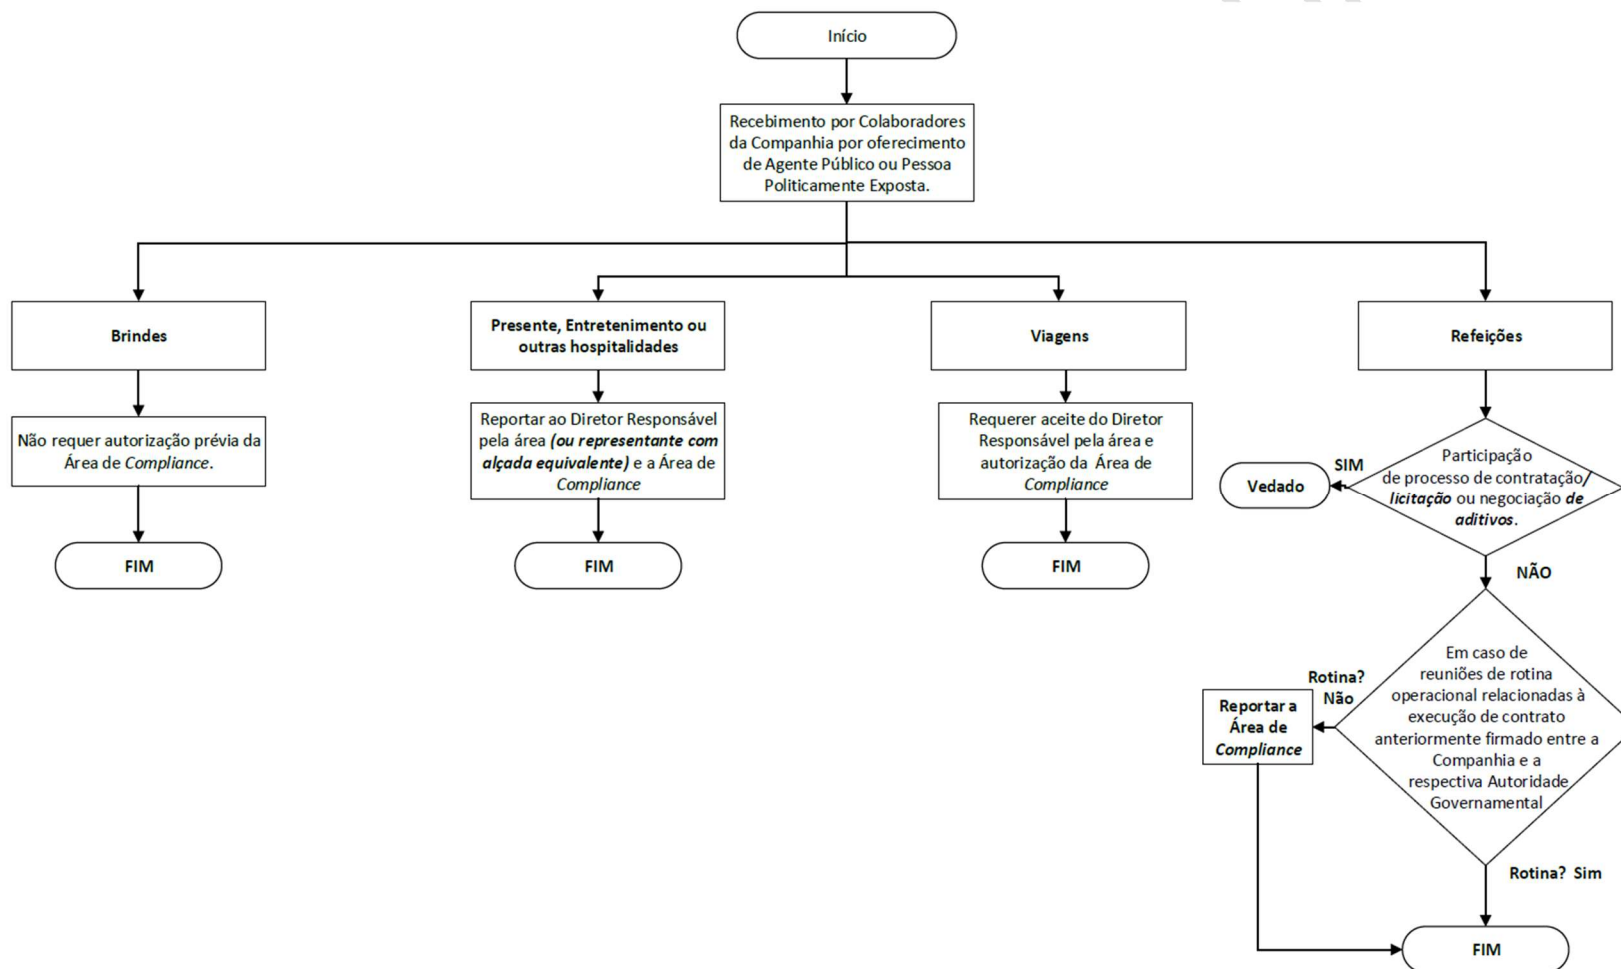 Início
Recebimento por Colaboradores
da Companhia por oferecimento
de Agente Público ou Pessoa
Politicamente Exposta.
Brindes
Presente, Entretenimento ou
outras hospitalidades
Viagens
Refeições
Não requer autorização prévia da
Área de Compliance.
Reportar ao Diretor Responsável
pela área (ou representante com
alçada equivalente) e a Área de
Compliance
Requerer aceite do Diretor
Responsável pela área e
autorização da Área de
Compliance
Participação
de processo de contratação/
licitação ou negociação de
aditivos.
SIM
Vedado
FIM
FIM
FIM
NÃO
Em caso de
reuniões de rotina
operacional relacionadas à
execução de contrato
anteriormente firmado entre a
Companhia e a
respectiva Autoridade
Governamental
Rotina?
Não
Reportar a
Área de
Compliance
Rotina? Sim
FIM